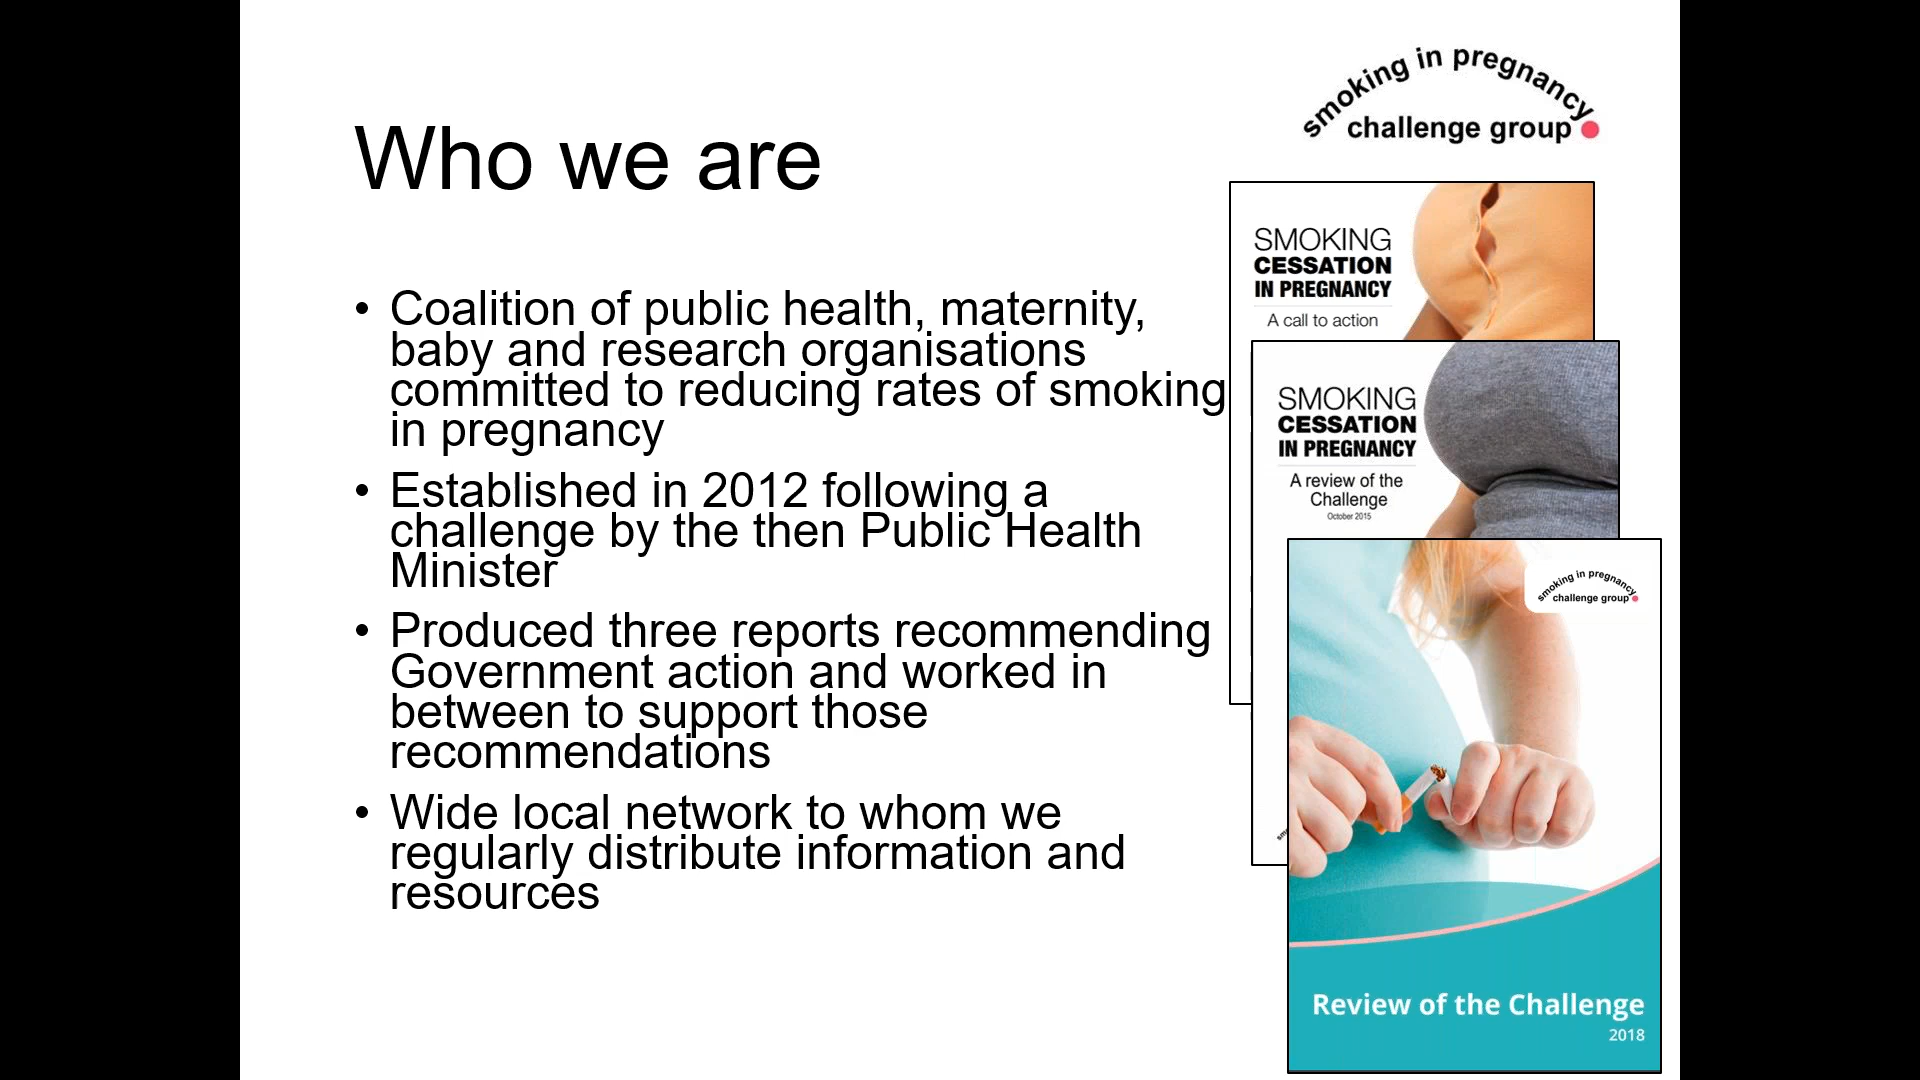 smoking in pregnancy
challenge group
Who we are
• Coalition of public health, maternity,
baby and research organisations
committed to reducing rates of smoking
in pregnancy
• Established in 2012 following a
challenge by the then Public Health
Minister
• Produced three reports recommending
Government action and worked in
between to support those
recommendations
• Wide local network to whom we
regularly distribute information and
resources
SMOKING
CESSATION
IN PREGNANCY
A call to action
SMOKING
CESSATION
IN PREGNANCY
A review of the
Challenge
October 2015
smoking in pregnancy
challenge group
Review of the Challenge
2018